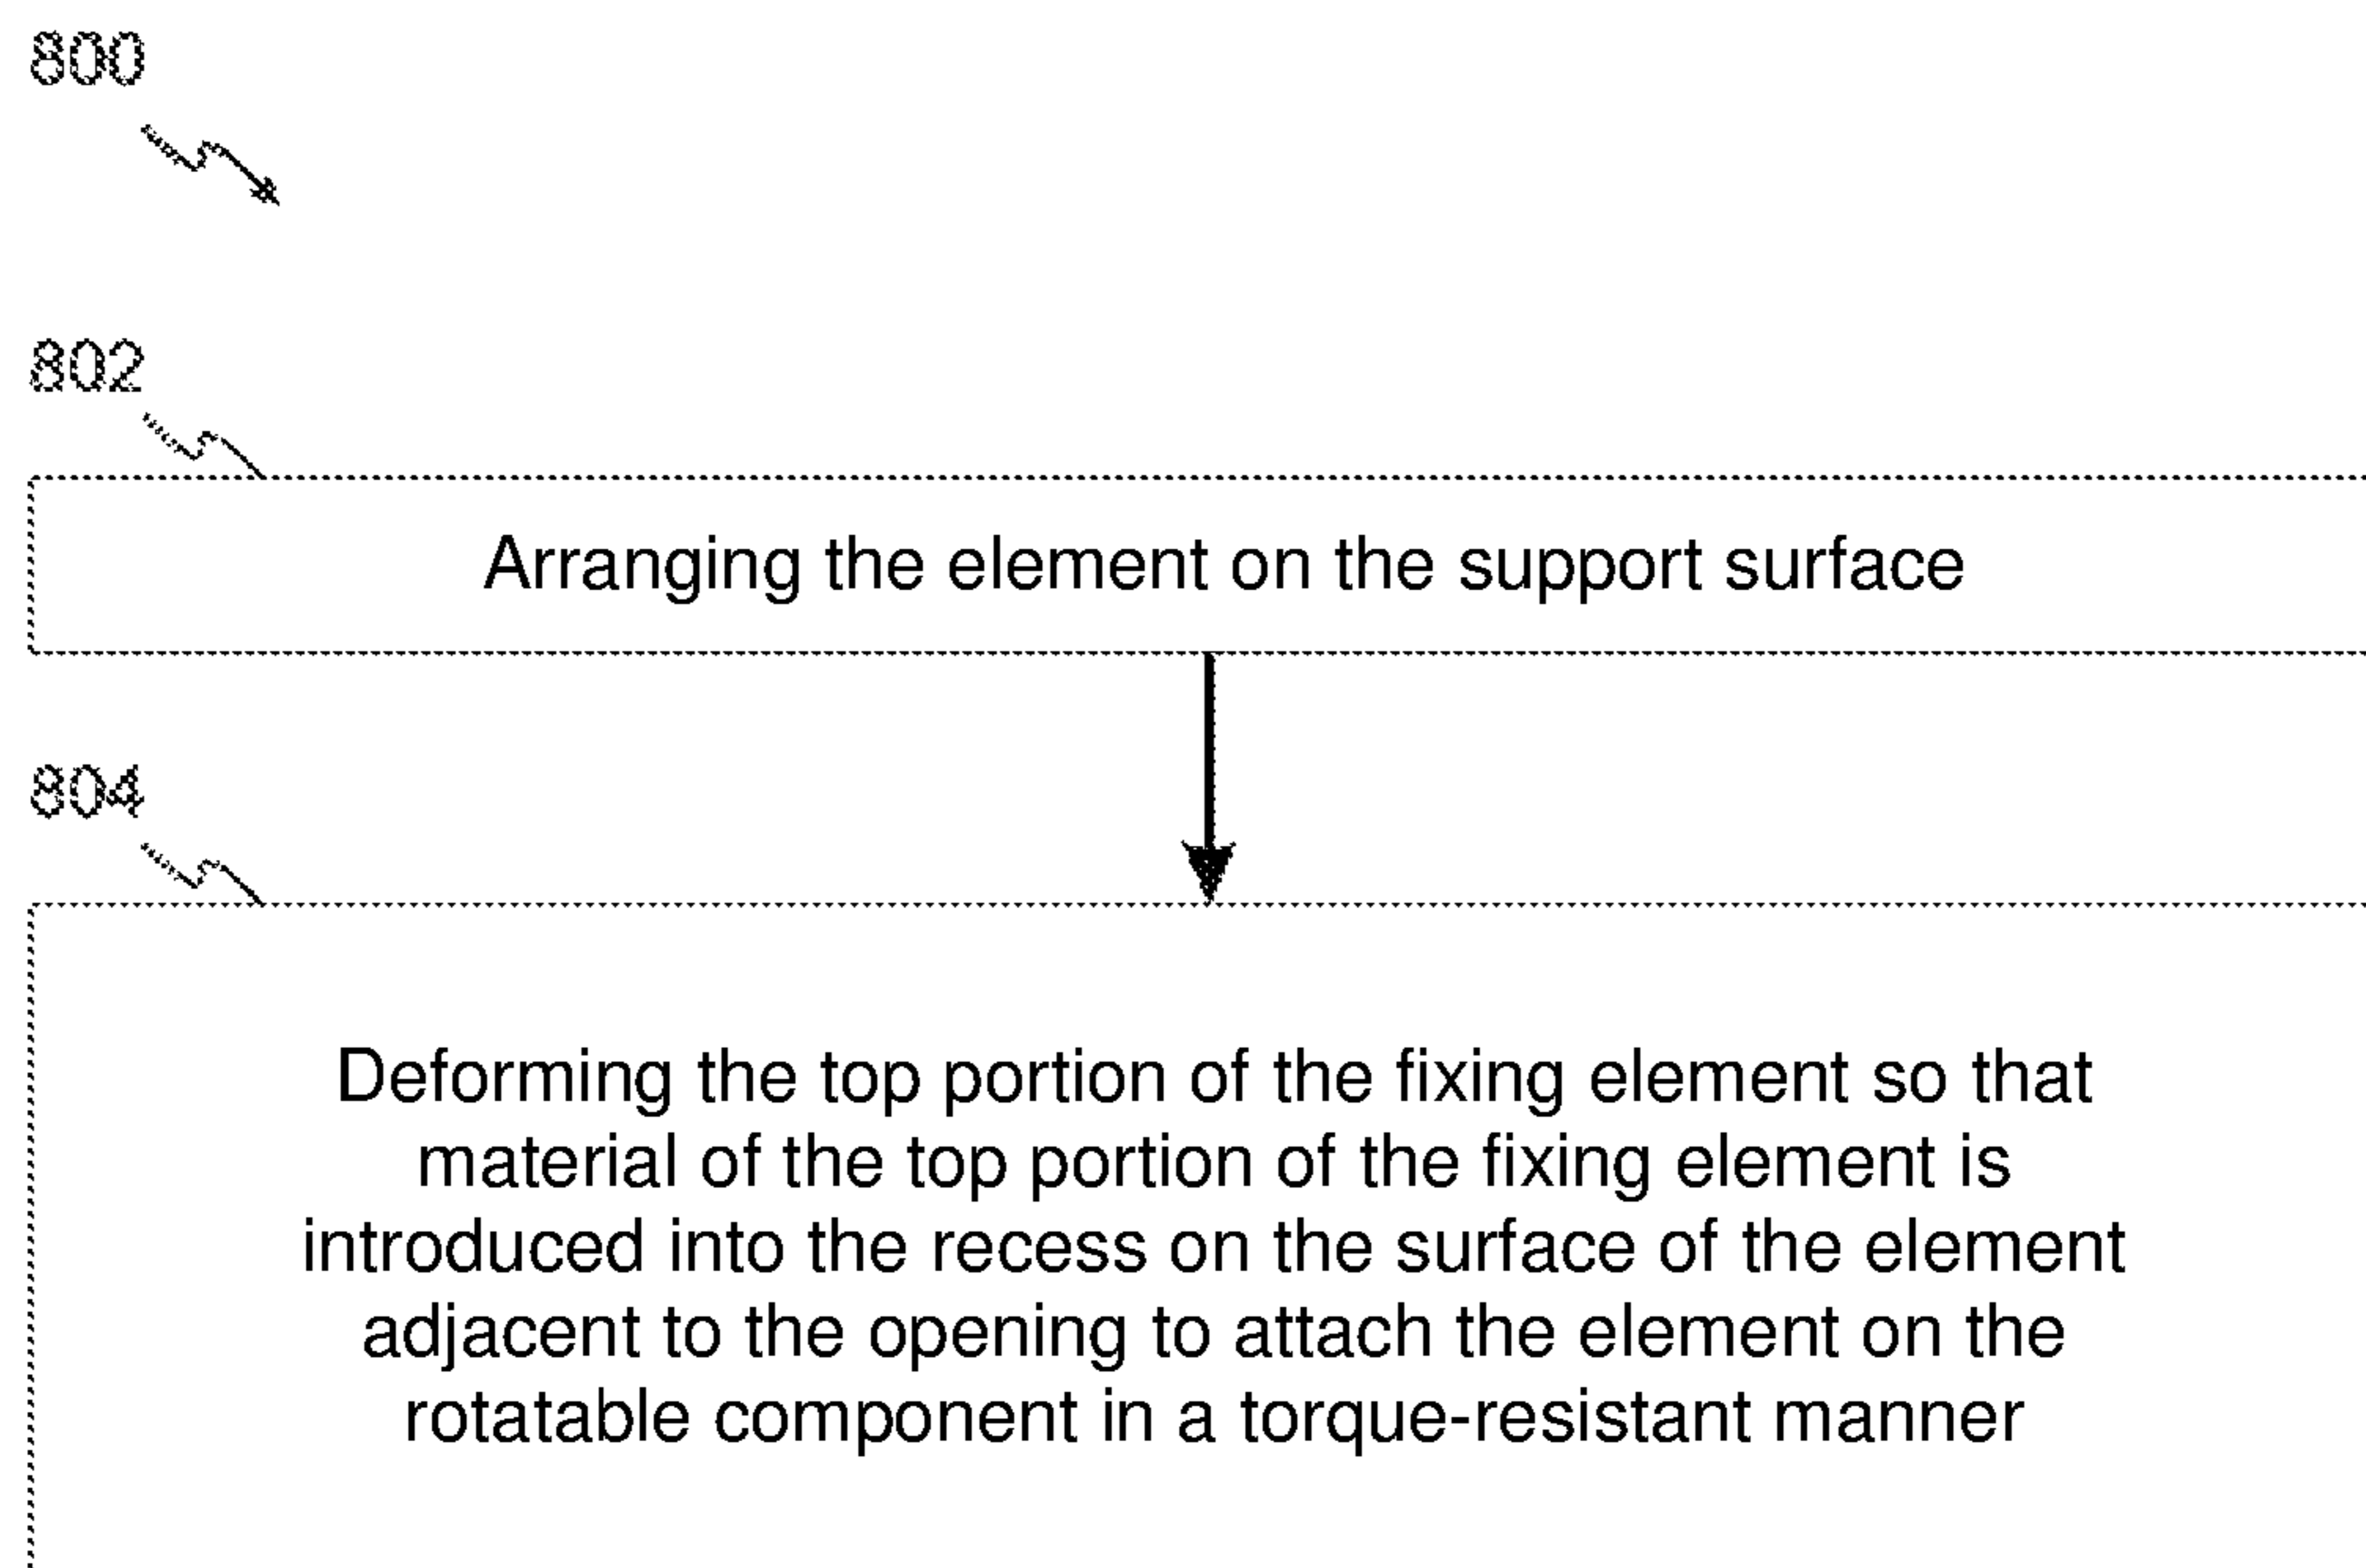 800
802
Arranging the element on the support surface
804
Deforming the top portion of the fixing element so that
material of the top portion of the fixing element is
introduced into the recess on the surface of the element
adjacent to the opening to attach the element on the
rotatable component in a torque-resistant manner